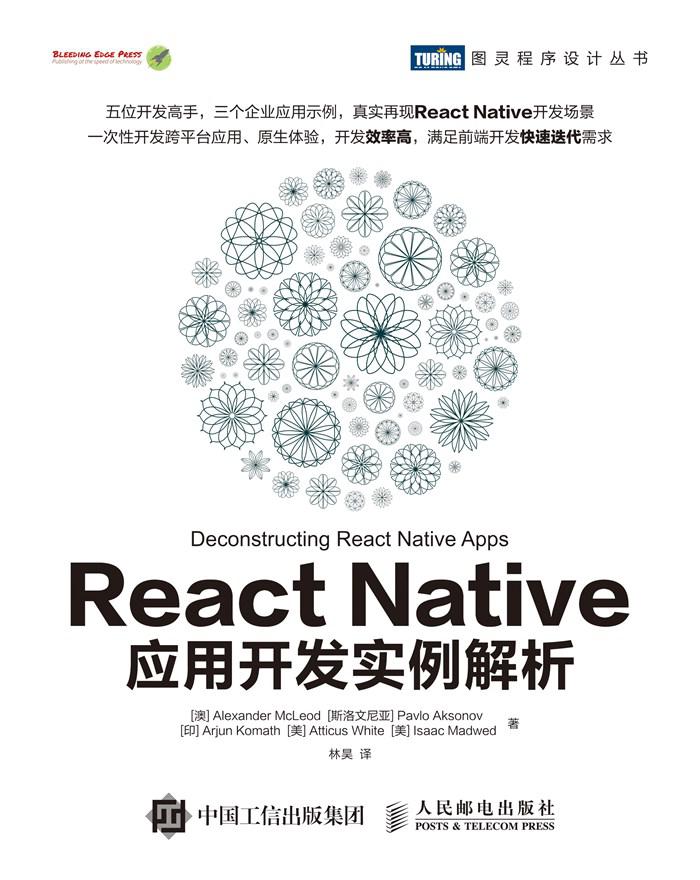 BLEEDING EDGE PRESS
Publishing at the speed of technology
TURING 图灵程序设计丛书
五位开发高手，三个企业应用示例，真实再现React Native开发场景
一次性开发跨平台应用、原生体验，开发效率高，满足前端开发快速迭代需求
Deconstructing React Native Apps
React Native
应用开发实例解析
[澳] Alexander McLeod [斯洛文尼亚] Pavlo Aksonov
[印] Arjun Komath [美] Atticus White [美] Isaac Madwed
著
林昊 译
中国工信出版集团
人民邮电出版社
POSTS & TELECOM PRESS